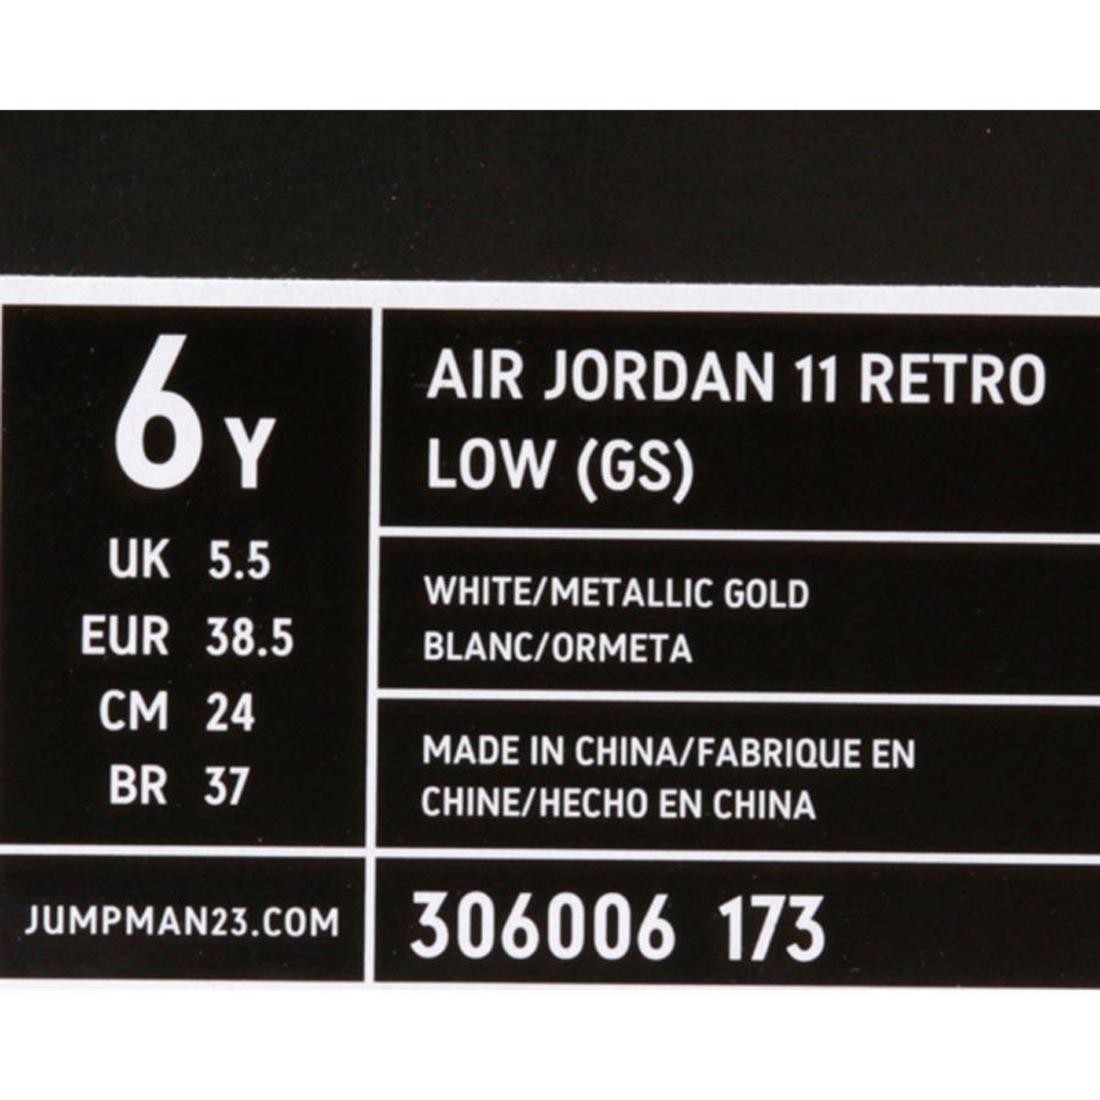 6Y
UK 5.5
EUR 38.5
CM 24
BR 37
JUMPMAN23.COM
AIR JORDAN 11 RETRO
LOW (GS)
WHITE/METALLIC GOLD
BLANC/ORMETA
MADE IN CHINA/FABRIQUE EN
CHINE/HECHO EN CHINA
306006 173